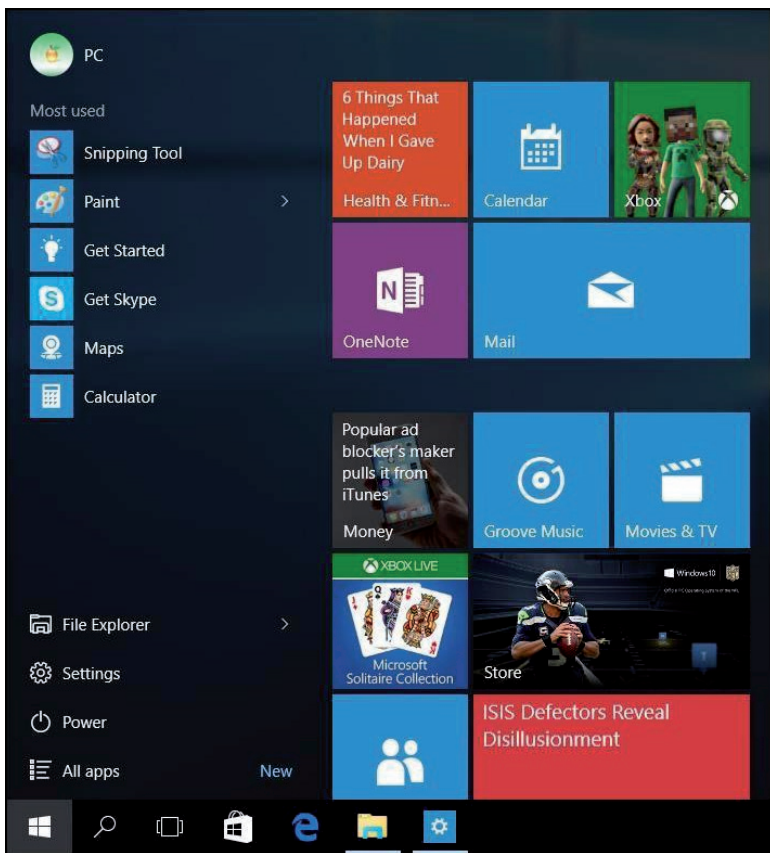 PC
Most used
Snipping Tool
Paint
Get Started
Get Skype
Maps
Calculator
File Explorer
Settings
Power
All apps New
6 Things That
Happened
When I Gave
Up Dairy
Health & Fitn...
Calendar
Xbox
OneNote
Mail
Popular ad
blocker's maker
pulls it from
iTunes
Money
Groove Music
Movies & TV
XBOX LIVE
Microsoft
Solitaire Collection
Windows10
Store
ISIS Defectors Reveal
Disillusionment